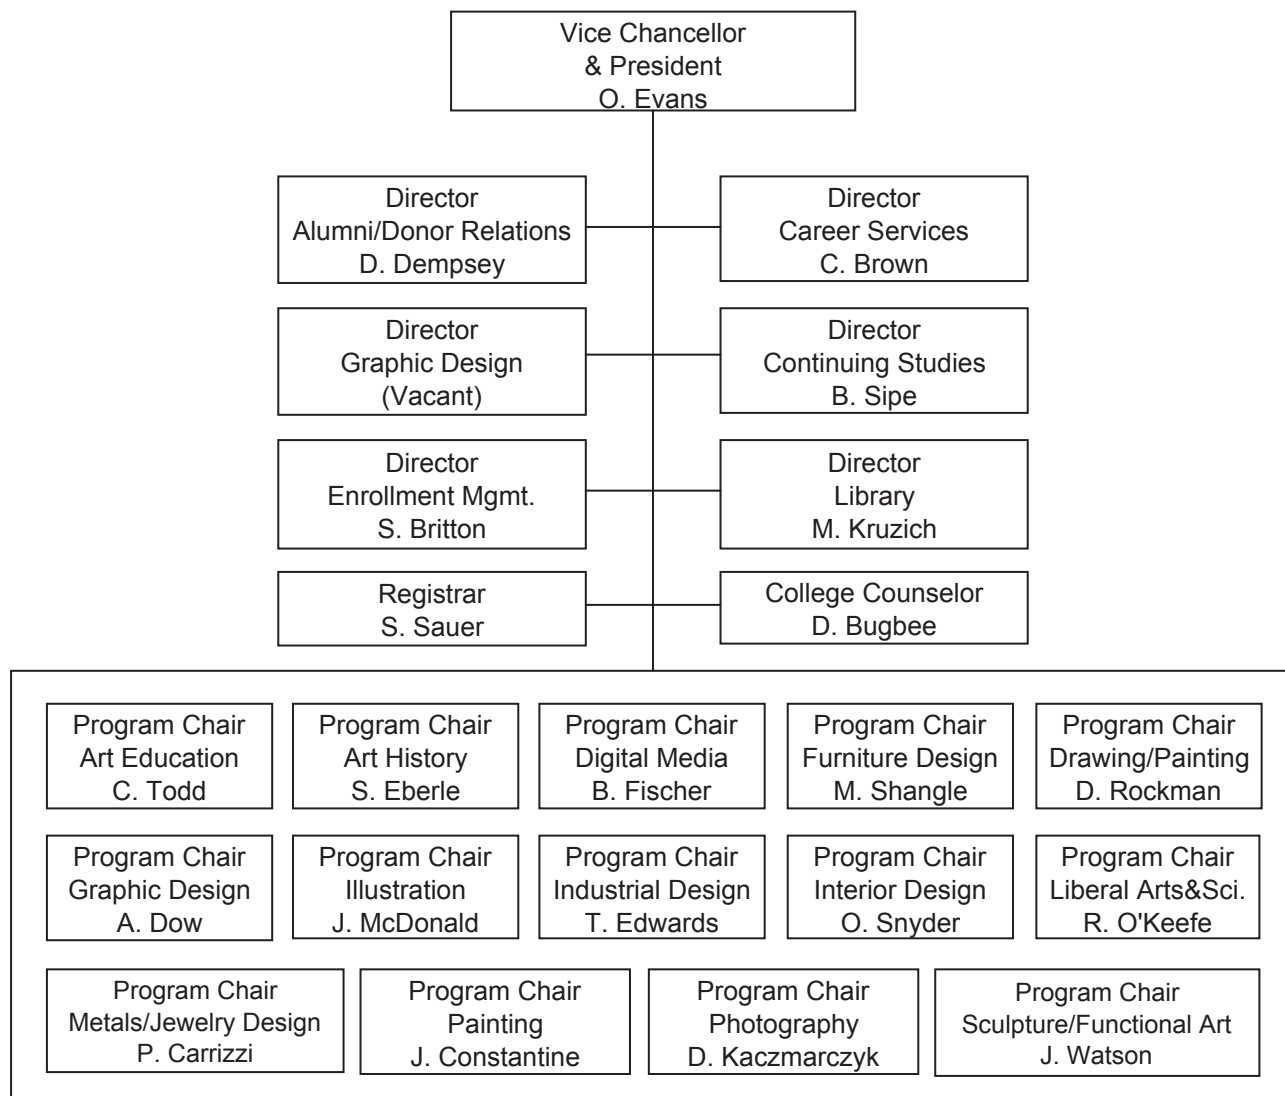 Vice Chancellor
& President
O. Evans
Director
Alumni/Donor Relations
D. Dempsey
Director
Career Services
C. Brown
Director
Graphic Design
(Vacant)
Director
Continuing Studies
B. Sipe
Director
Enrollment Mgmt.
S. Britton
Director
Library
M. Kruzich
Registrar
S. Sauer
College Counselor
D. Bugbee
Program Chair
Art Education
C. Todd
Program Chair
Art History
S. Eberle
Program Chair
Digital Media
B. Fischer
Program Chair
Furniture Design
M. Shangle
Program Chair
Drawing/Painting
D. Rockman
Program Chair
Graphic Design
A. Dow
Program Chair
Illustration
J. McDonald
Program Chair
Industrial Design
T. Edwards
Program Chair
Interior Design
O. Snyder
Program Chair
Liberal Arts&Sci.
R. O'Keefe
Program Chair
Metals/Jewelry Design
P. Carrizzi
Program Chair
Painting
J. Constantine
Program Chair
Photography
D. Kaczmarczyk
Program Chair
Sculpture/Functional Art
J. Watson